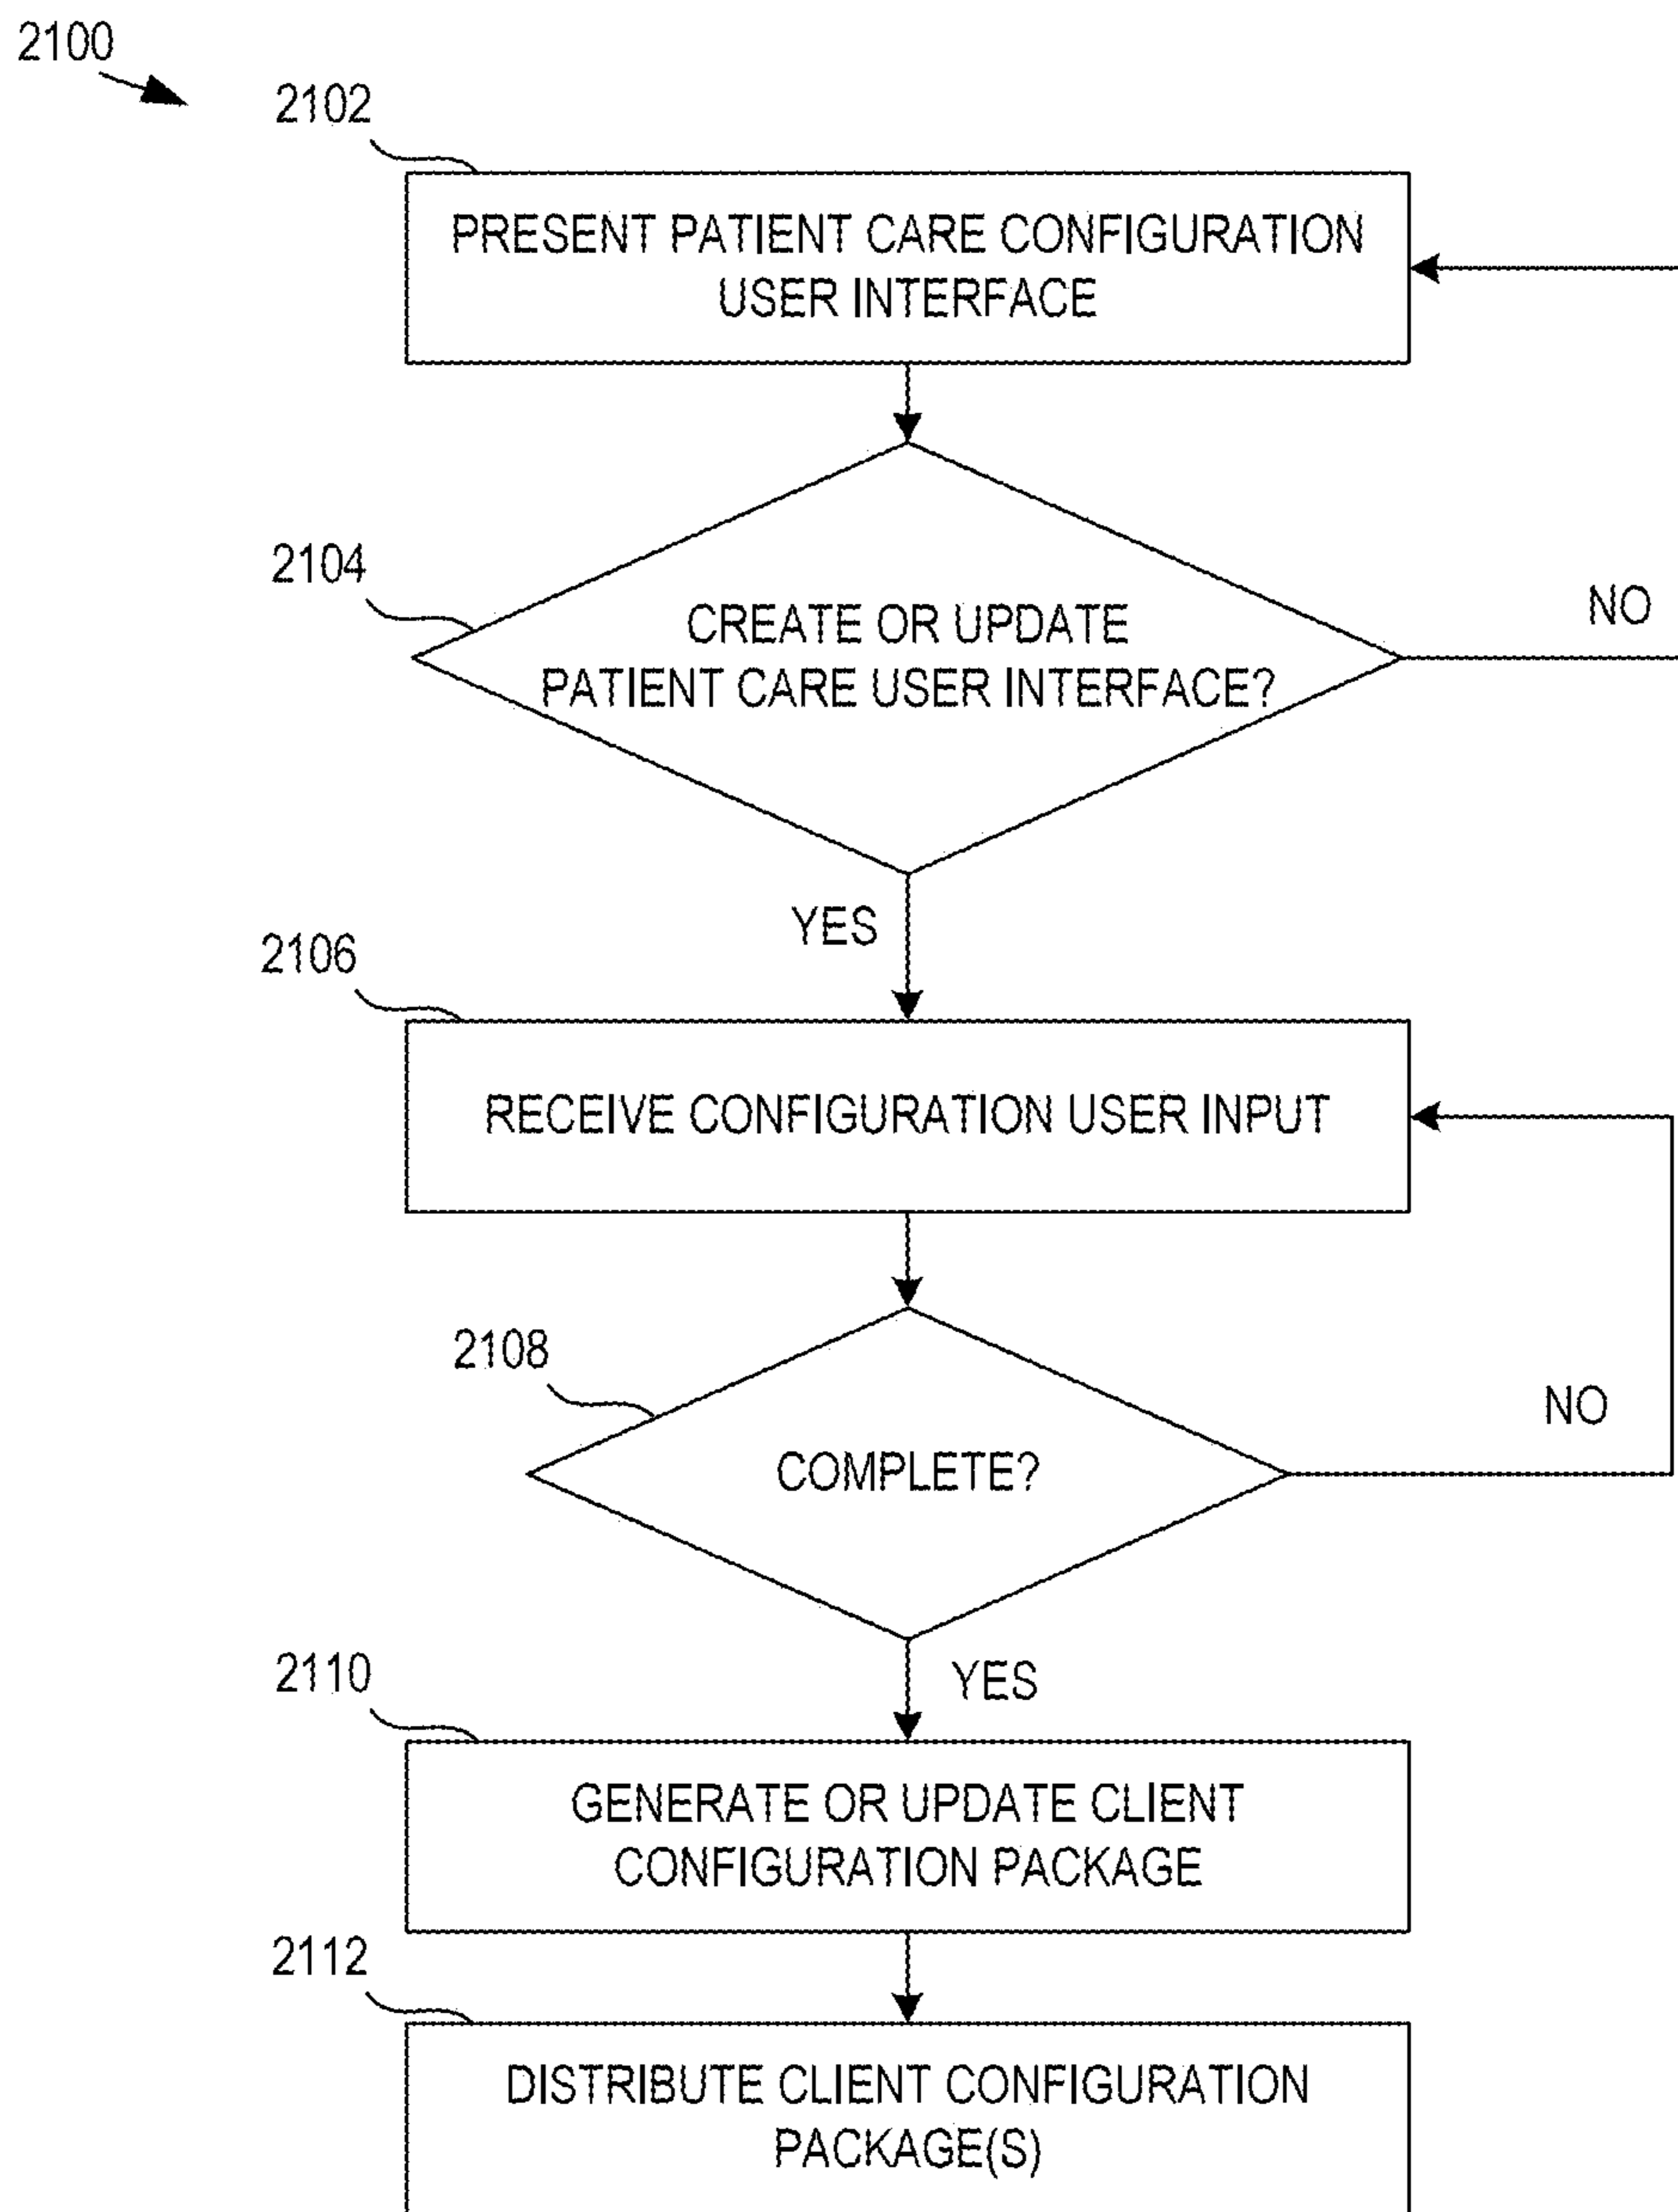 2100
2102
PRESENT PATIENT CARE CONFIGURATION
USER INTERFACE
2104
CREATE OR UPDATE
PATIENT CARE USER INTERFACE?
NO
YES
2106
RECEIVE CONFIGURATION USER INPUT
2108
COMPLETE?
NO
YES
2110
GENERATE OR UPDATE CLIENT
CONFIGURATION PACKAGE
2112
DISTRIBUTE CLIENT CONFIGURATION
PACKAGE(S)